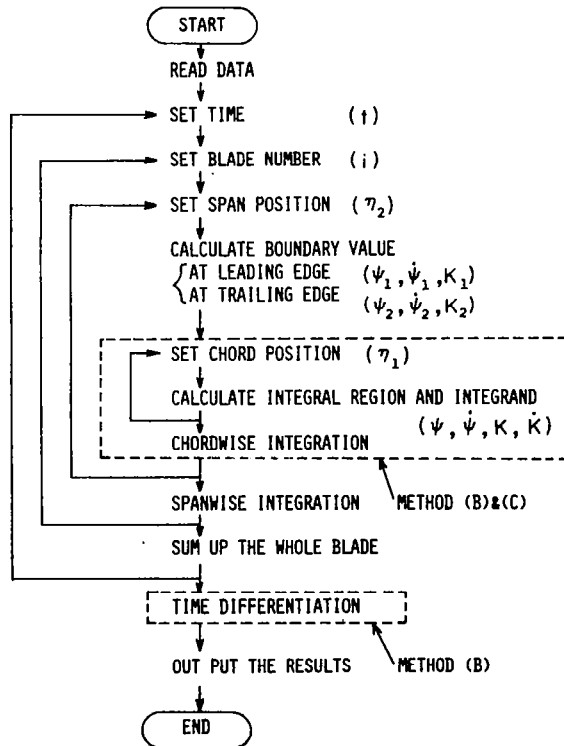 START
READ DATA
SET TIME (t)
SET BLADE NUMBER (i)
SET SPAN POSITION (η₂)
CALCULATE BOUNDARY VALUE
{AT LEADING EDGE (ψ₁, ψ̇₁, K₁)
AT TRAILING EDGE (ψ₂, ψ̇₂, K₂)
SET CHORD POSITION (η₁)
CALCULATE INTEGRAL REGION AND INTEGRAND
(ψ, ψ̇, K, K̇)
CHORDWISE INTEGRATION
SPANWISE INTEGRATION METHOD (B)&(C)
SUM UP THE WHOLE BLADE
TIME DIFFERENTIATION
OUT PUT THE RESULTS METHOD (B)
END